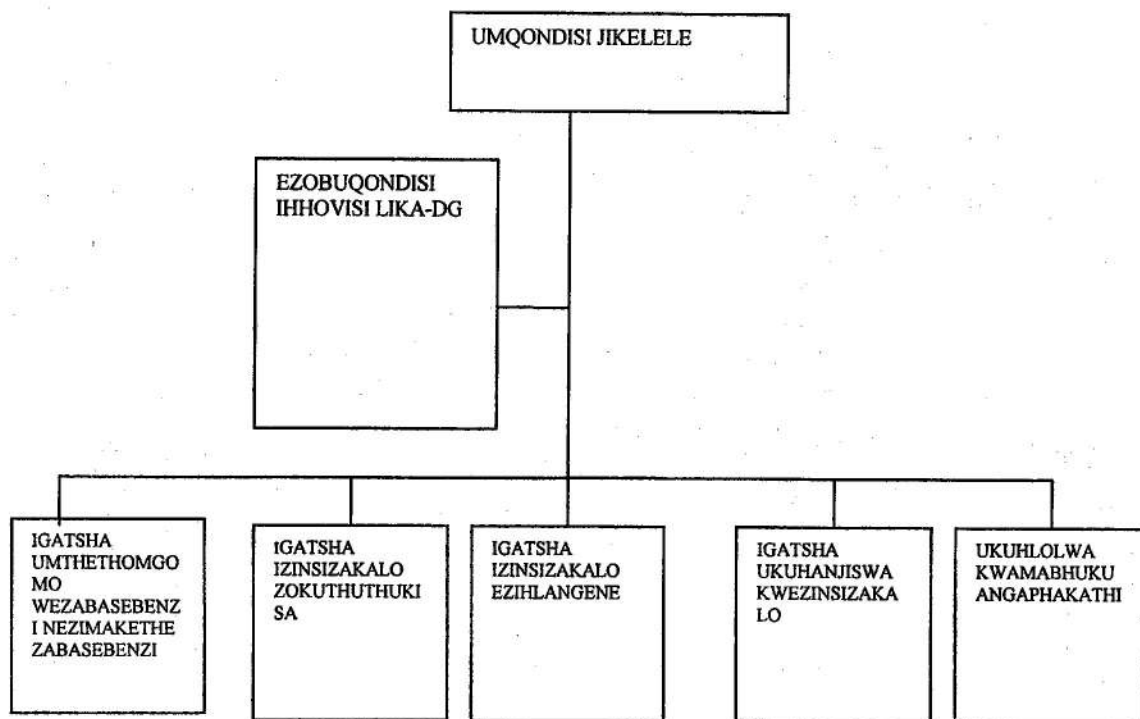 UMQONDISI JIKELELE
EZOBUQONDISI
IHHOVISI LIKA-DG
IGATSHA
UMTHETHOMGO
MO
WEZABASEBENZ
I NEZIMAKETHE
ZABASEBENZI
IGATSHA
IZINSIZAKALO
ZOKUTHUTHUKI
SA
IGATSHA
IZINSIZAKALO
EZIHLANGENE
IGATSHA
UKUHANJISWA
KWEZINSIZAKA
LO
UKUHLOLWA
KWAMABHUKU
ANGAPHAKATHI